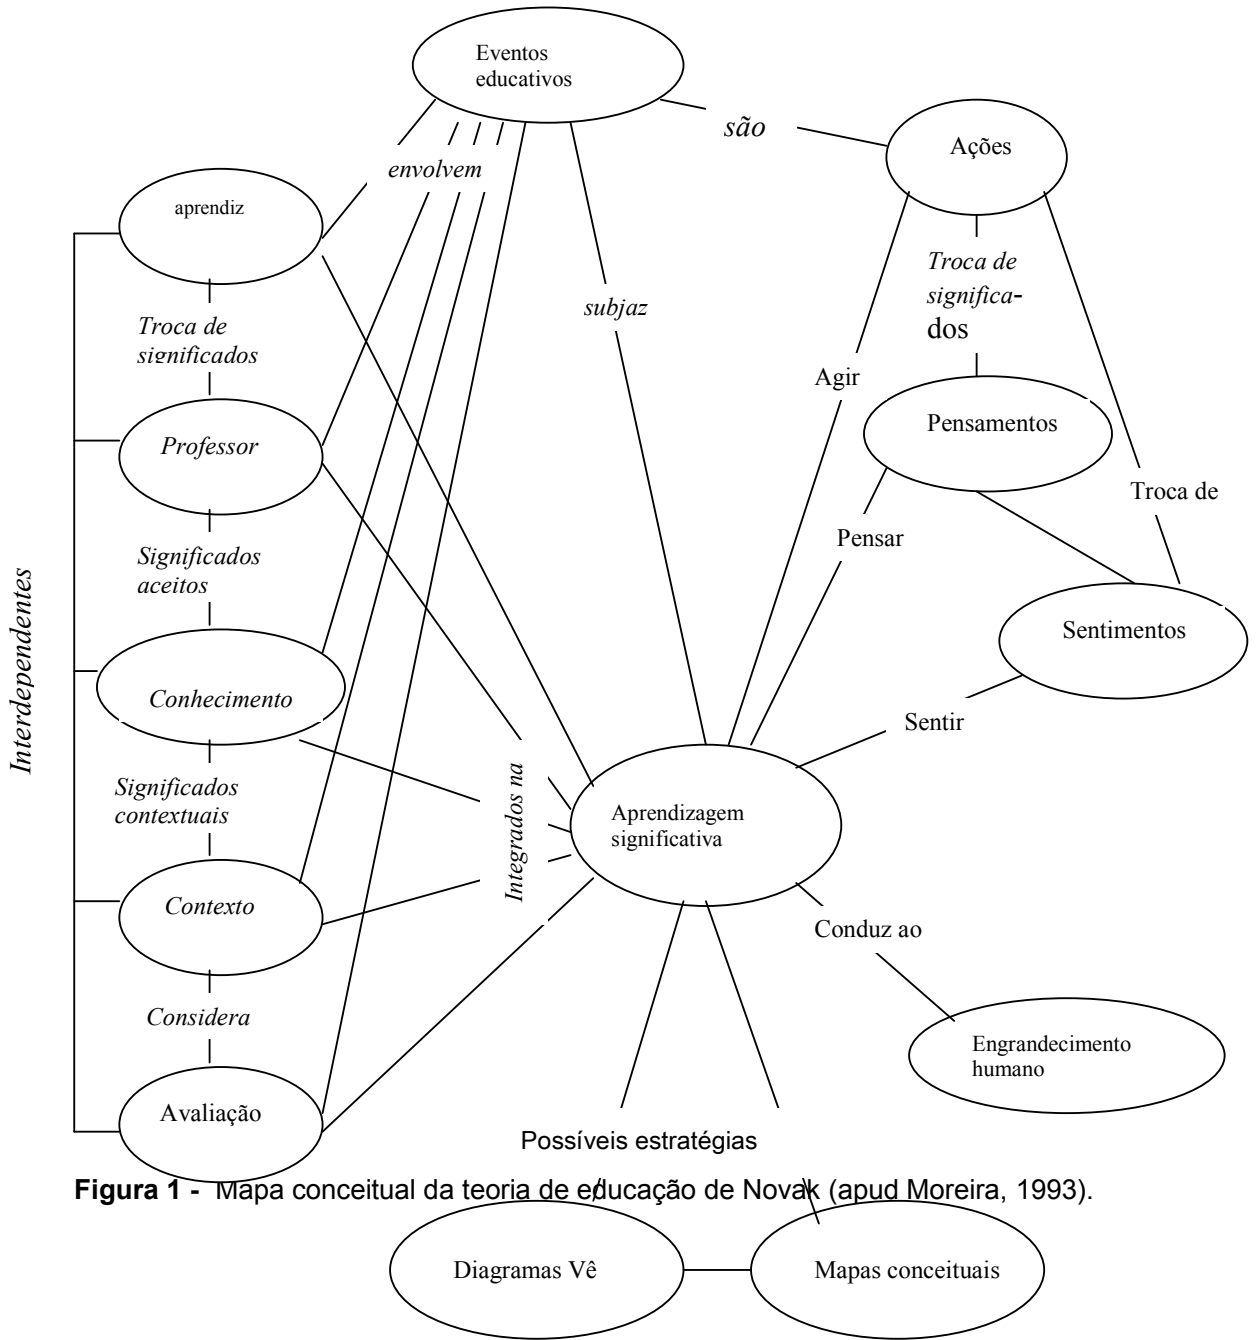 Eventos
educativos
são
Ações
envolvem
aprendiz
Troca de
significa-
dos
Troca de
significados
subjaz
Agir
Pensamentos
Professor
Troca de
Pensar
Significados
aceitos
Interdependentes
Sentimentos
Conhecimento
Sentir
Significados
contextuais
Integrados na
Aprendizagem
significativa
Contexto
Conduz ao
Considera
Engrandecimento
humano
Avaliação
Possíveis estratégias
Figura 1 - Mapa conceitual da teoria de educação de Novak (apud Moreira, 1993).
Diagramas Vê
Mapas conceituais